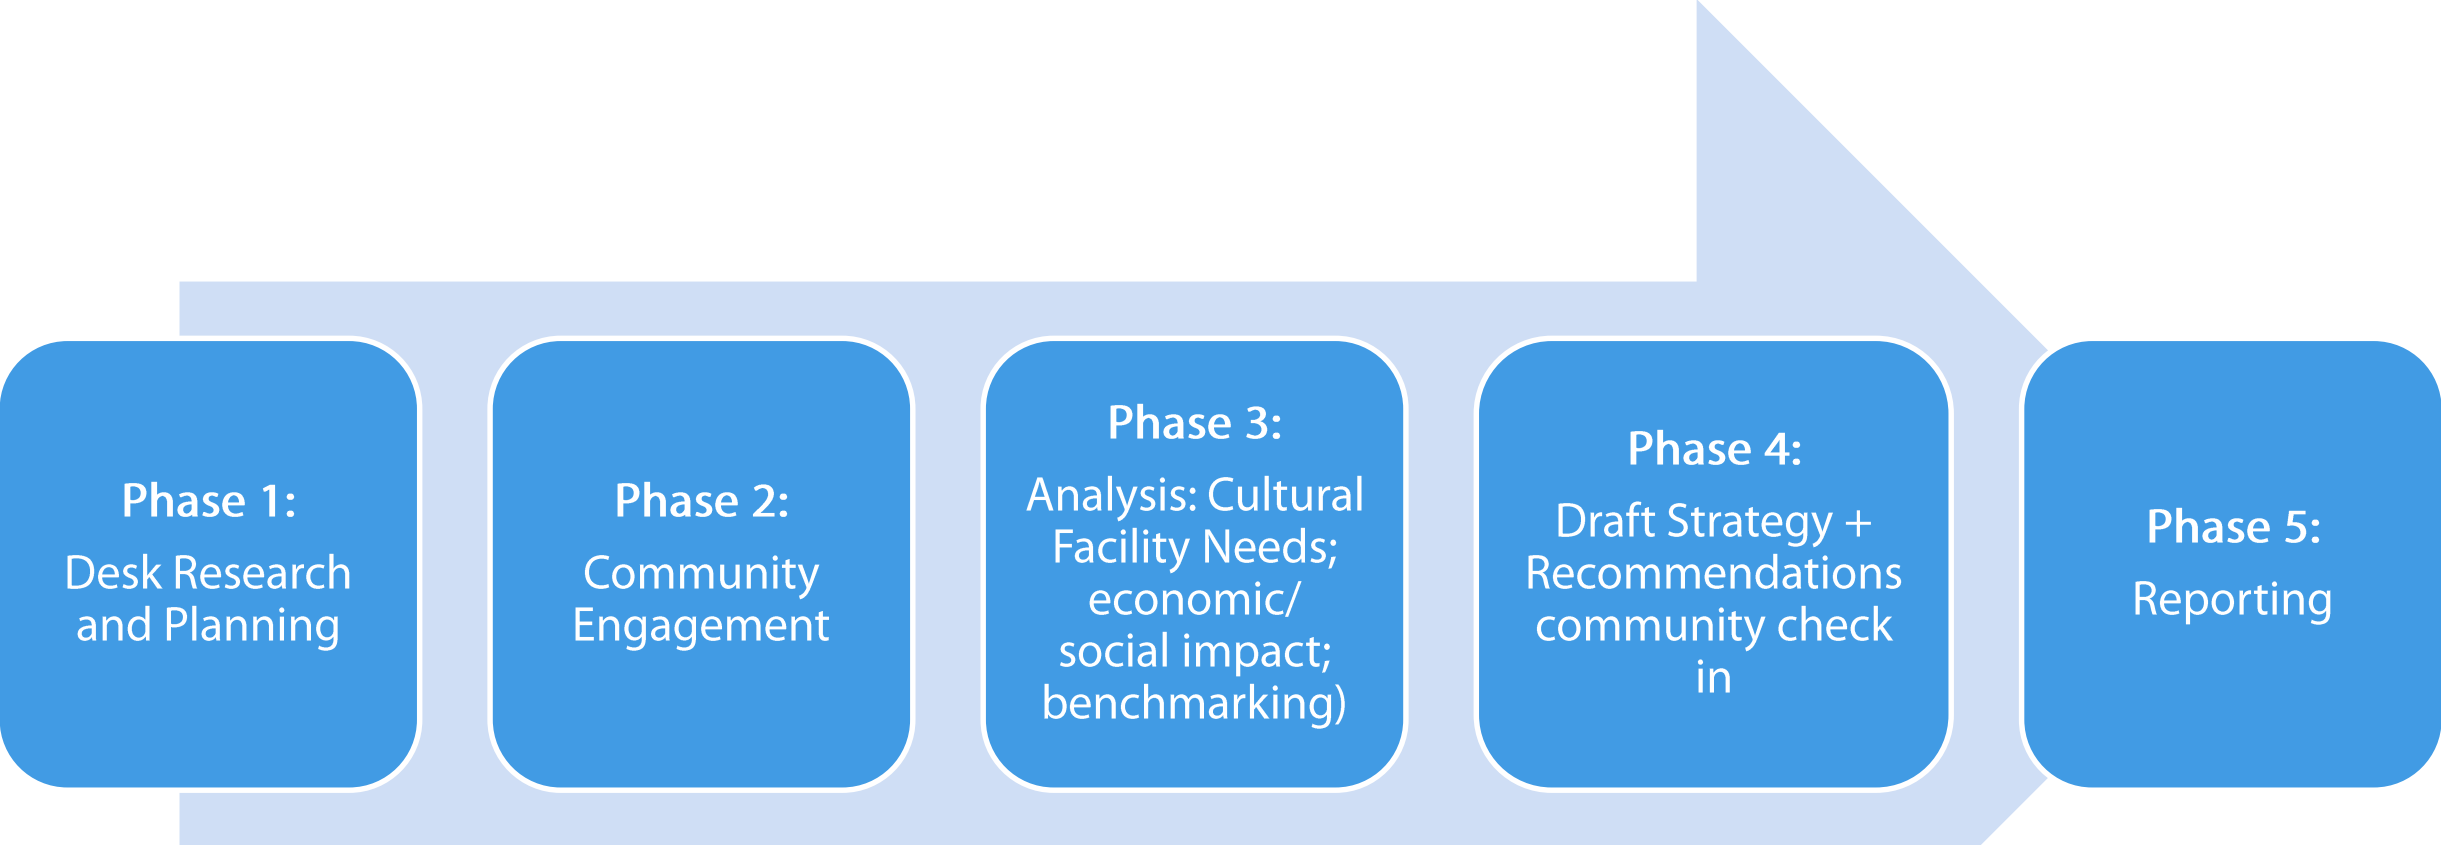 Phase 1:
Desk Research
and Planning
Phase 2:
Community
Engagement
Phase 3:
Analysis: Cultural
Facility Needs;
economic/
social impact;
benchmarking)
Phase 4:
Draft Strategy +
Recommendations
community check
in
Phase 5:
Reporting